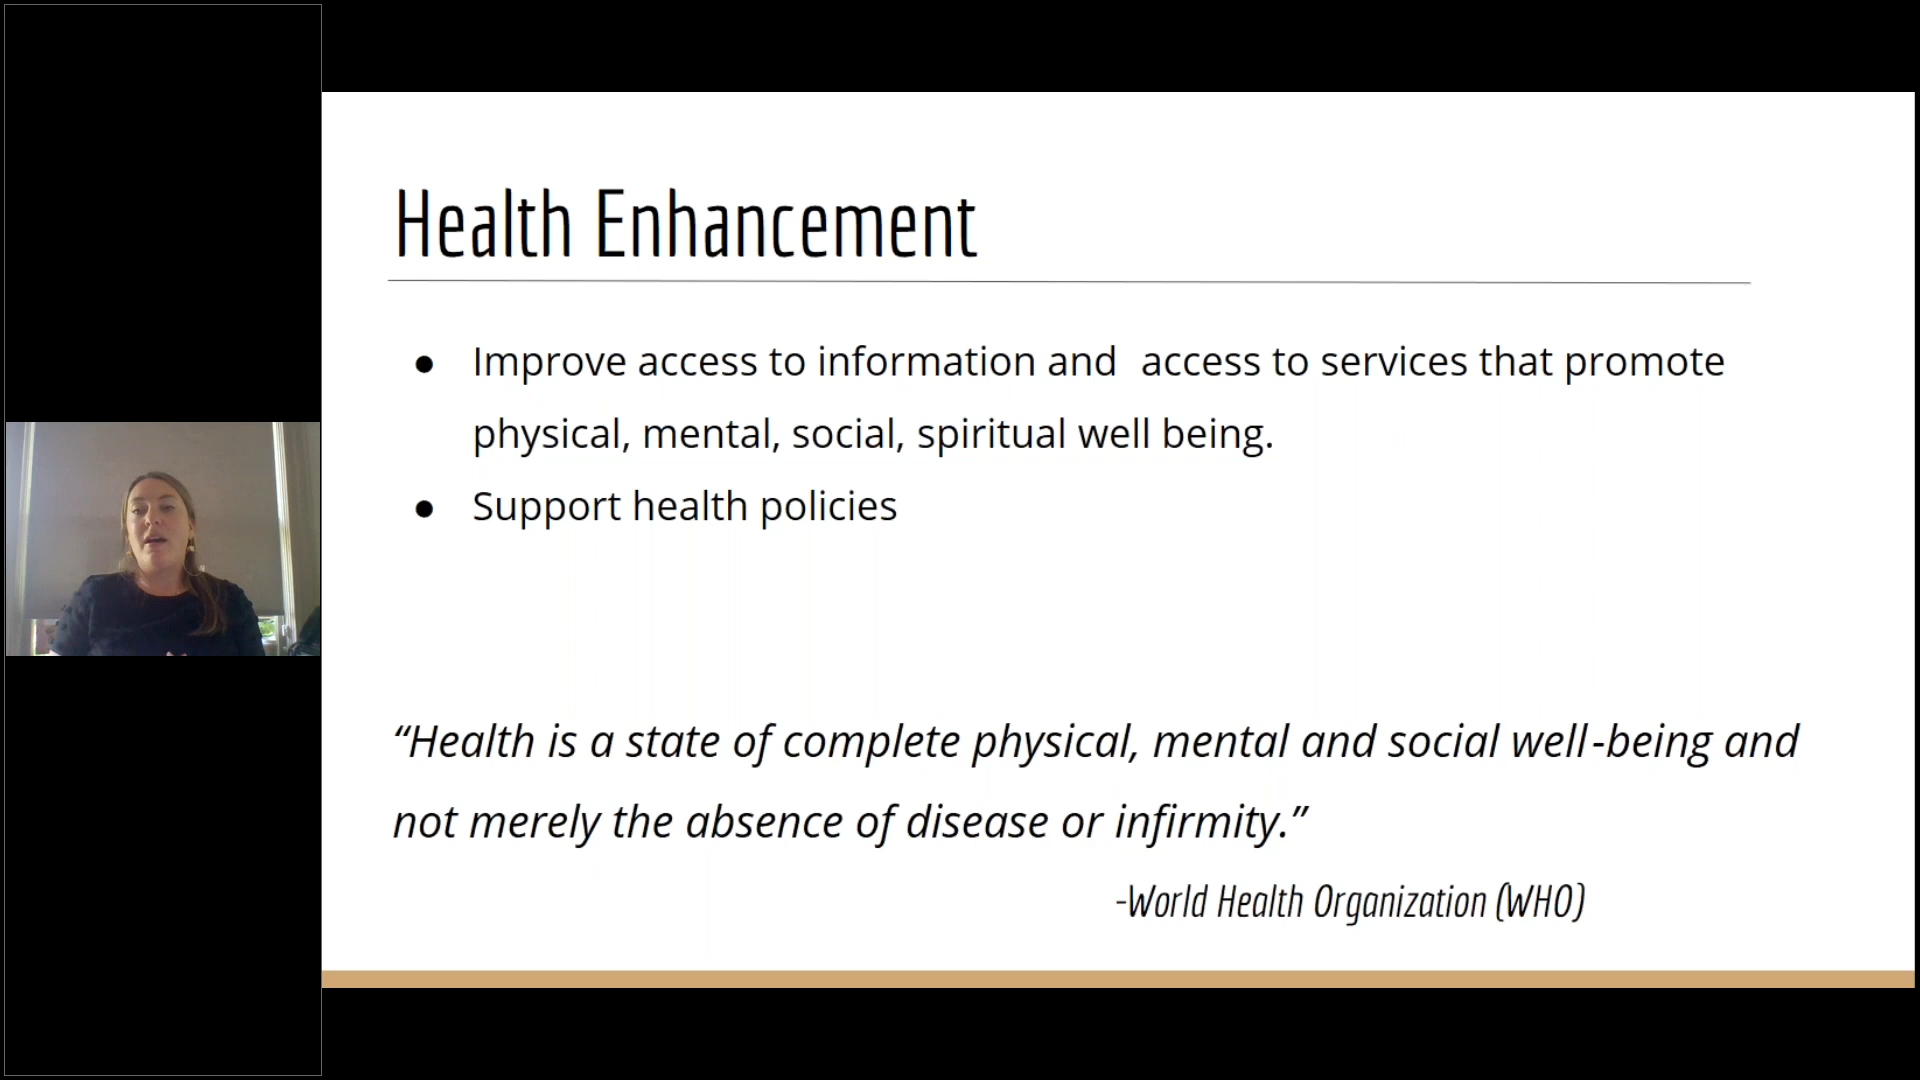 Health Enhancement
● Improve access to information and  access to services that promote
physical, mental, social, spiritual well being.
● Support health policies
“Health is a state of complete physical, mental and social well-being and
not merely the absence of disease or infirmity.”
-World Health Organization (WHO)